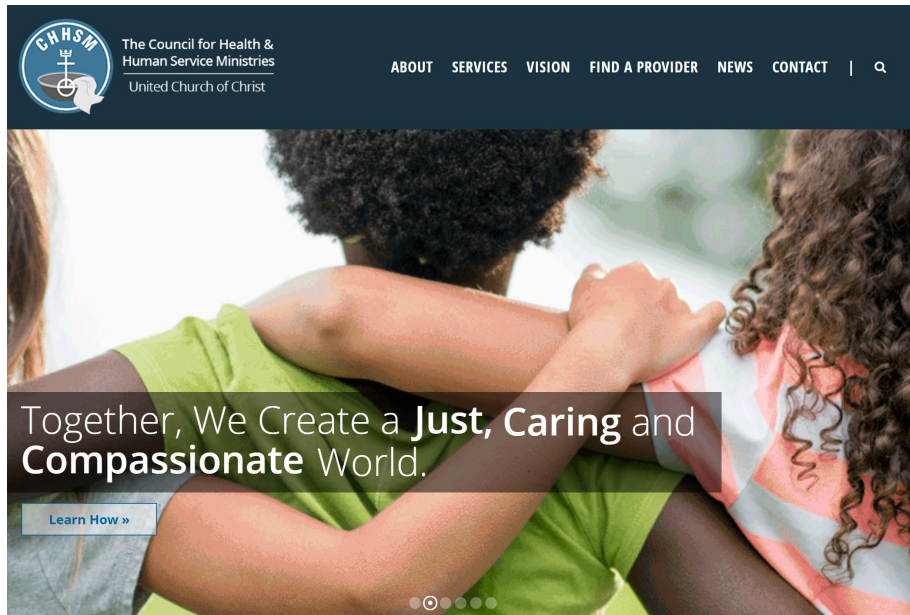 CHHSM
The Council for Health &
Human Service Ministries
United Church of Christ
ABOUT SERVICES VISION FIND A PROVIDER NEWS CONTACT |
Together, We Create a Just, Caring and
Compassionate World.
Learn How »